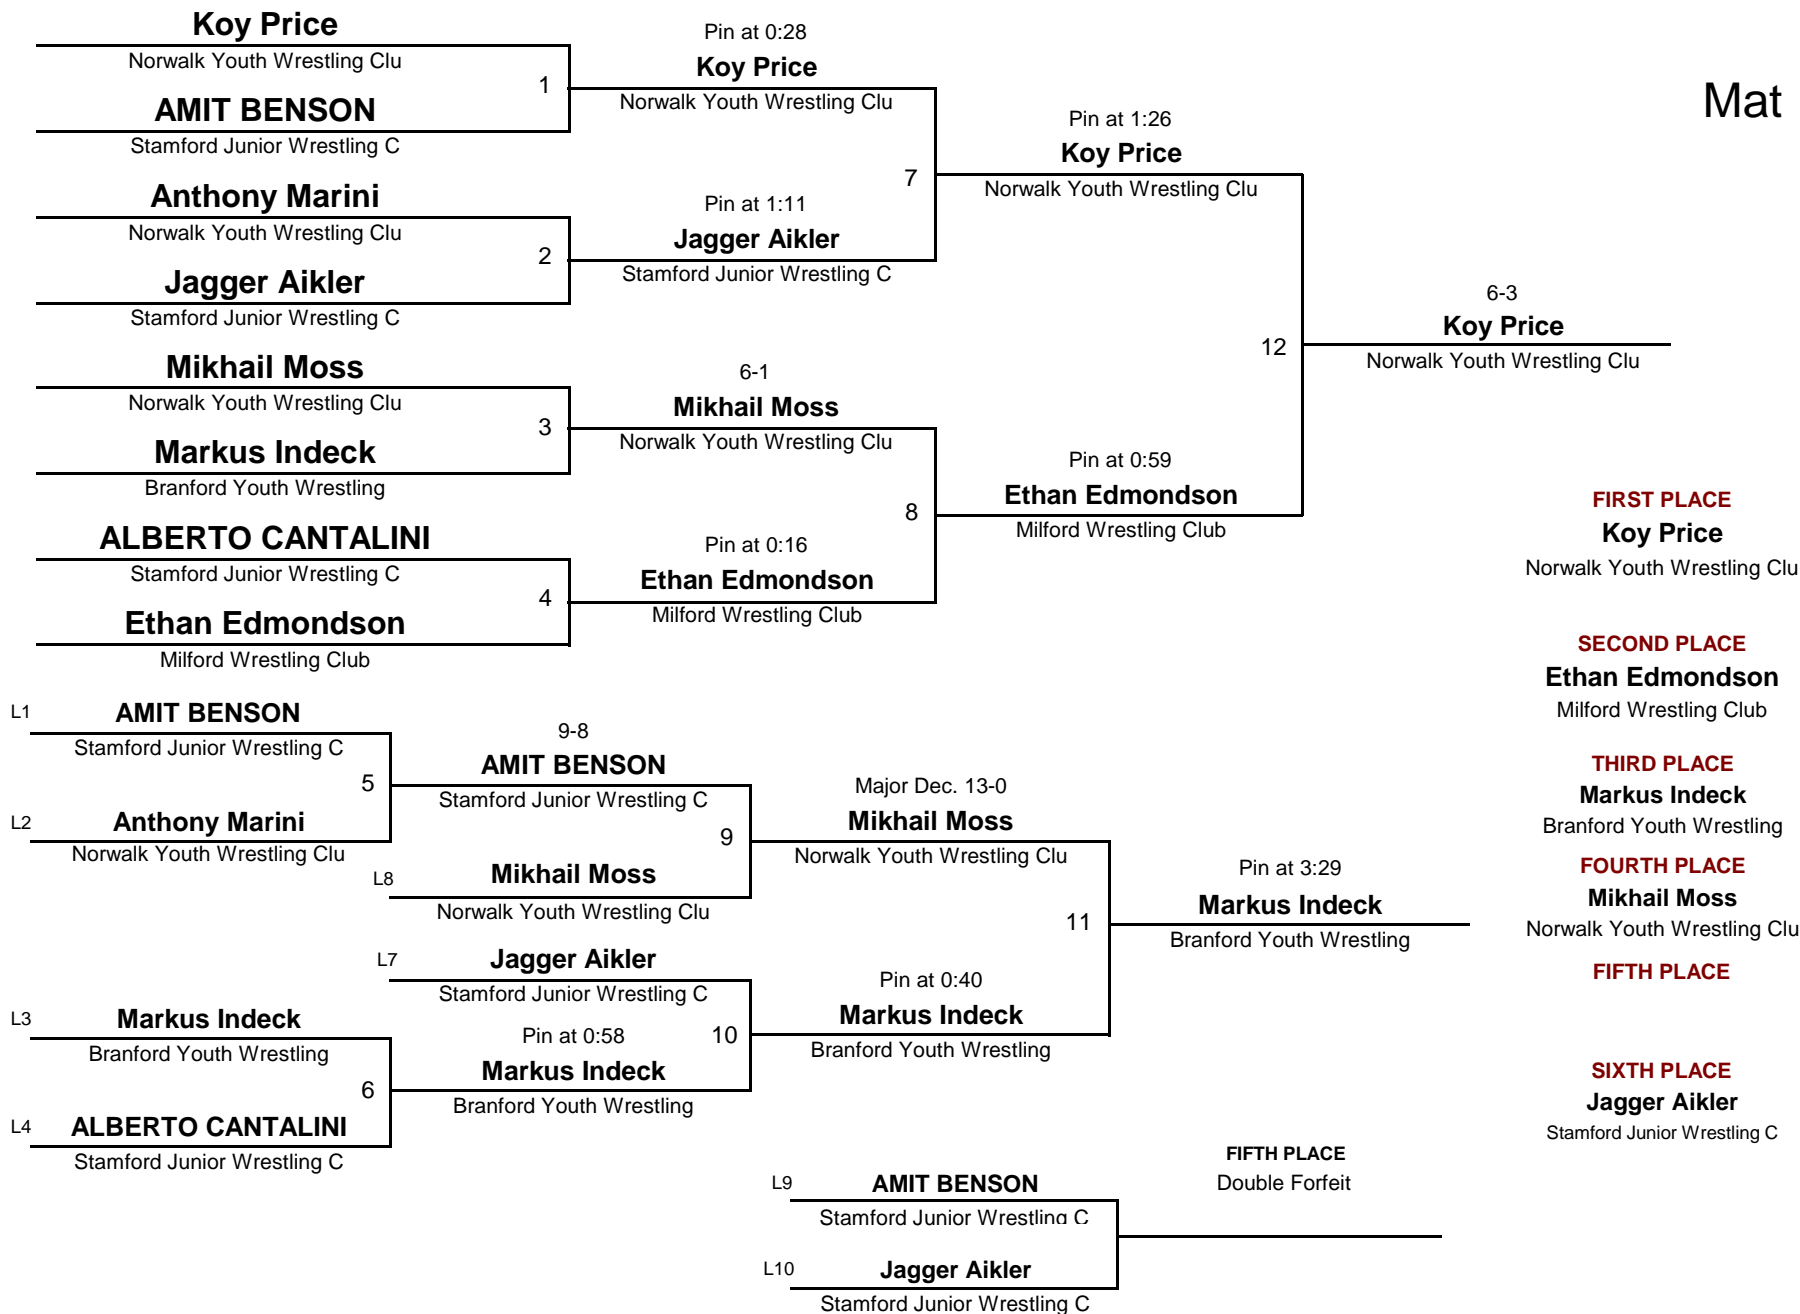 Koy Price
Norwalk Youth Wrestling Clu
1
AMIT BENSON
Stamford Junior Wrestling C
Pin at 0:28
Koy Price
Norwalk Youth Wrestling Clu
Mat
Anthony Marini
Norwalk Youth Wrestling Clu
2
Jagger Aikler
Stamford Junior Wrestling C
Pin at 1:11
Jagger Aikler
Stamford Junior Wrestling C
7
Pin at 1:26
Koy Price
Norwalk Youth Wrestling Clu
Mikhail Moss
Norwalk Youth Wrestling Clu
3
Markus Indeck
Branford Youth Wrestling
6-1
Mikhail Moss
Norwalk Youth Wrestling Clu
12
6-3
Koy Price
Norwalk Youth Wrestling Clu
ALBERTO CANTALINI
Stamford Junior Wrestling C
4
Ethan Edmondson
Milford Wrestling Club
Pin at 0:16
Ethan Edmondson
Milford Wrestling Club
8
Pin at 0:59
Ethan Edmondson
Milford Wrestling Club
FIRST PLACE
Koy Price
Norwalk Youth Wrestling Clu
SECOND PLACE
Ethan Edmondson
Milford Wrestling Club
THIRD PLACE
Markus Indeck
Branford Youth Wrestling
FOURTH PLACE
Mikhail Moss
Norwalk Youth Wrestling Clu
FIFTH PLACE
SIXTH PLACE
Jagger Aikler
Stamford Junior Wrestling C
L1
AMIT BENSON
Stamford Junior Wrestling C
5
L2
Anthony Marini
Norwalk Youth Wrestling Clu
9-8
AMIT BENSON
Stamford Junior Wrestling C
9
L8
Mikhail Moss
Norwalk Youth Wrestling Clu
Major Dec. 13-0
Mikhail Moss
Norwalk Youth Wrestling Clu
11
Pin at 3:29
Markus Indeck
Branford Youth Wrestling
L7
Jagger Aikler
Stamford Junior Wrestling C
10
Pin at 0:58
Markus Indeck
Branford Youth Wrestling
Pin at 0:40
Markus Indeck
Branford Youth Wrestling
L3
Markus Indeck
Branford Youth Wrestling
6
L4
ALBERTO CANTALINI
Stamford Junior Wrestling C
L9
AMIT BENSON
Stamford Junior Wrestling C
L10
Jagger Aikler
Stamford Junior Wrestling C
FIFTH PLACE
Double Forfeit